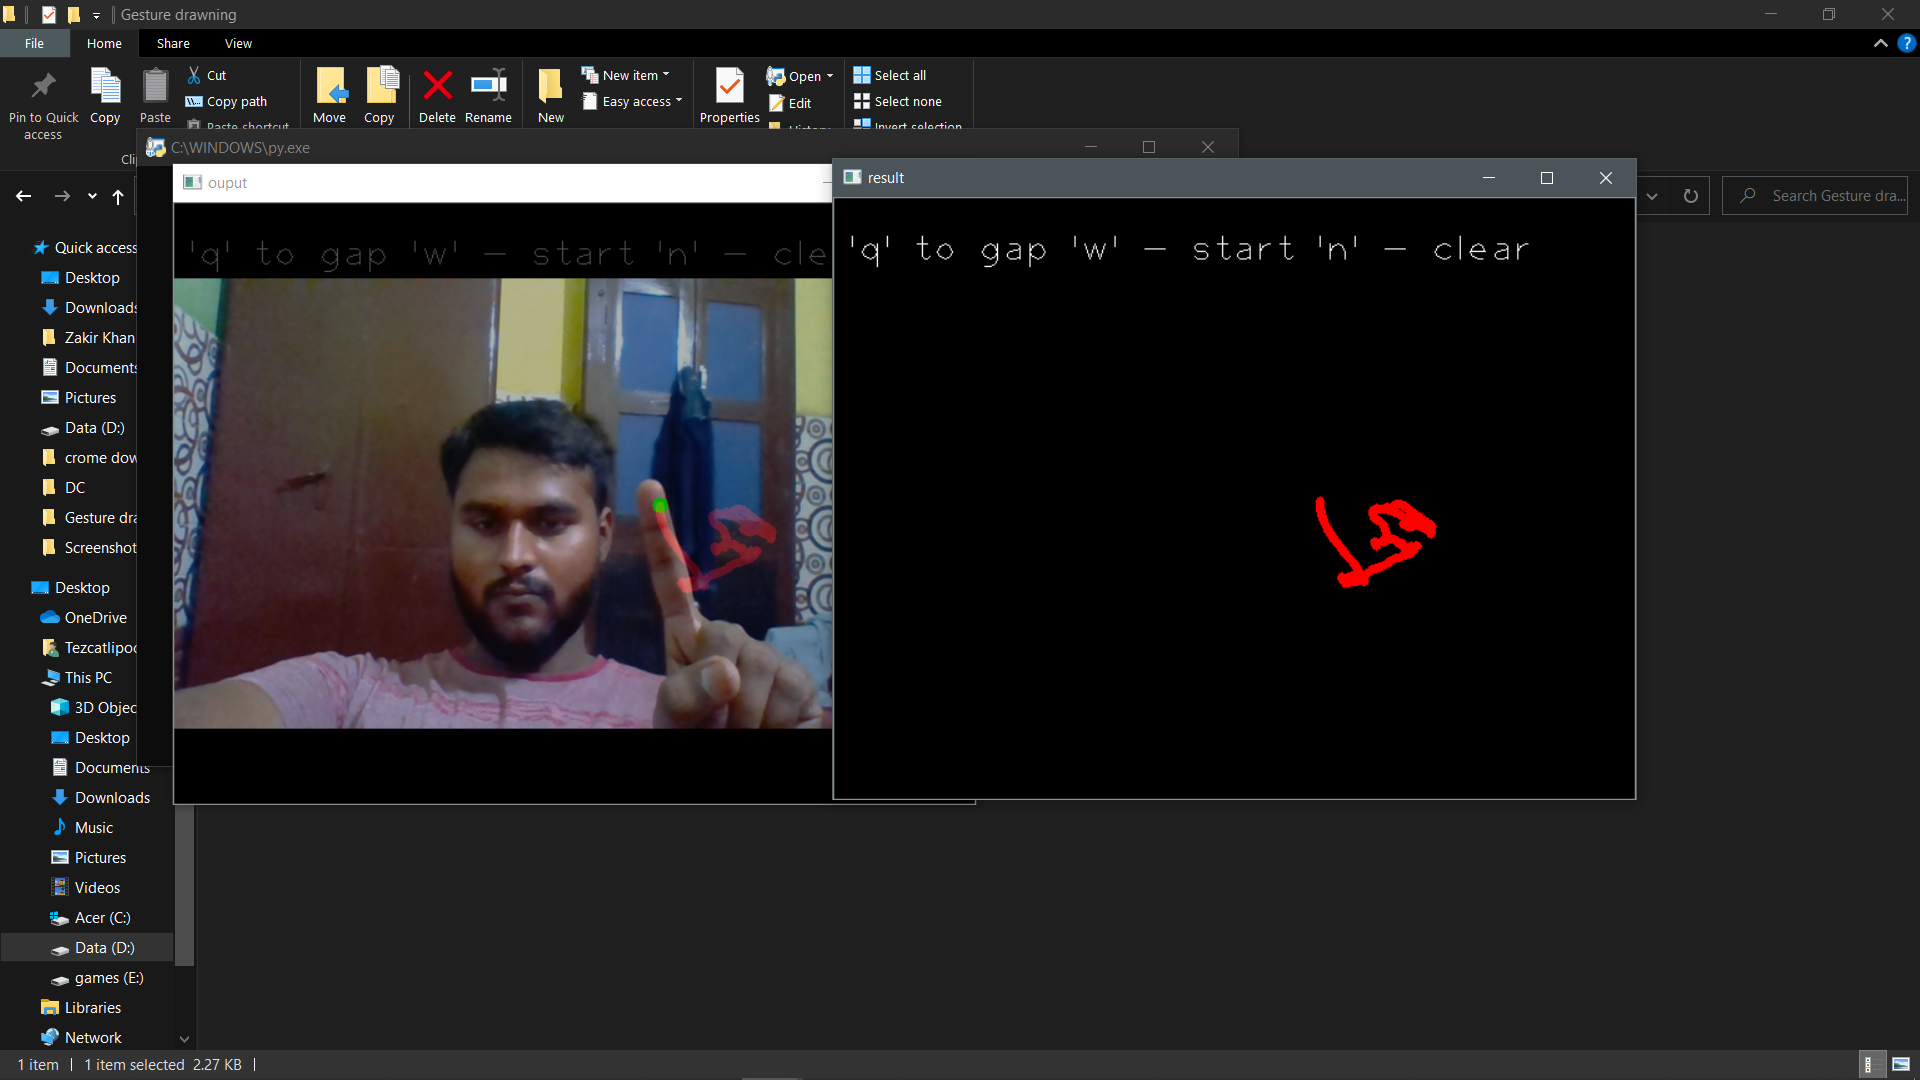 Gesture drawning
File Home Share View
Pin to Quick access
Copy
Paste
Cut
Copy path
Paste shortcut
Move
Copy
Delete
Rename
New
New item
Easy access
Properties
Open
Edit
History
Select all
Select none
Invert selection
Cli
C:\WINDOWS\py.exe
ouput
result
Search Gesture dra...
'q' to gap 'w' - start 'n' - cle
'q' to gap 'w' - start 'n' - clear
Quick access
Desktop
Downloads
Zakir Khan
Documents
Pictures
Data (D:)
crome dow
DC
Gesture dra
Screenshot
Desktop
OneDrive
Tezcatlipoc
This PC
3D Objec
Desktop
Documents
Downloads
Music
Pictures
Videos
Acer (C:)
Data (D:)
games (E:)
Libraries
Network
1 item 1 item selected 2.27 KB